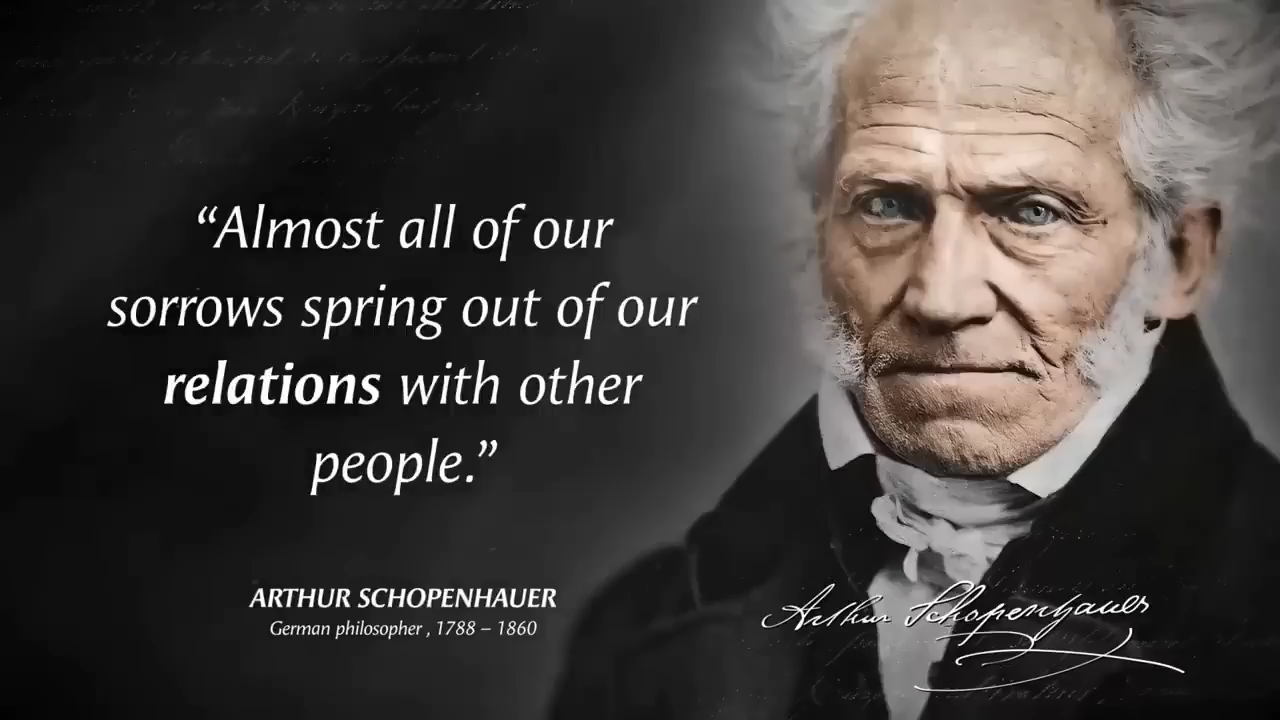 “Almost all of our
sorrows spring out of our
relations with other
people.”
ARTHUR SCHOPENHAUER
German philosopher , 1788 – 1860
Arthur Schopenhauer